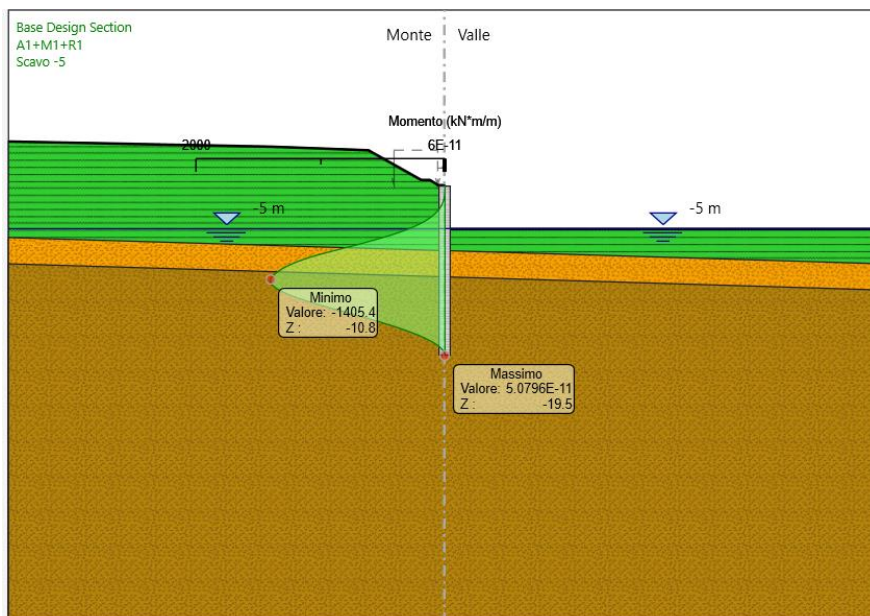 Base Design Section
A1+M1+R1
Scavo -5
Monte
Valle
Momento (kN*m/m)
2000
6E-11
-5 m
-5 m
Minimo
Valore: -1405.4
Z : -10.8
Massimo
Valore: 5.0796E-11
Z : -19.5